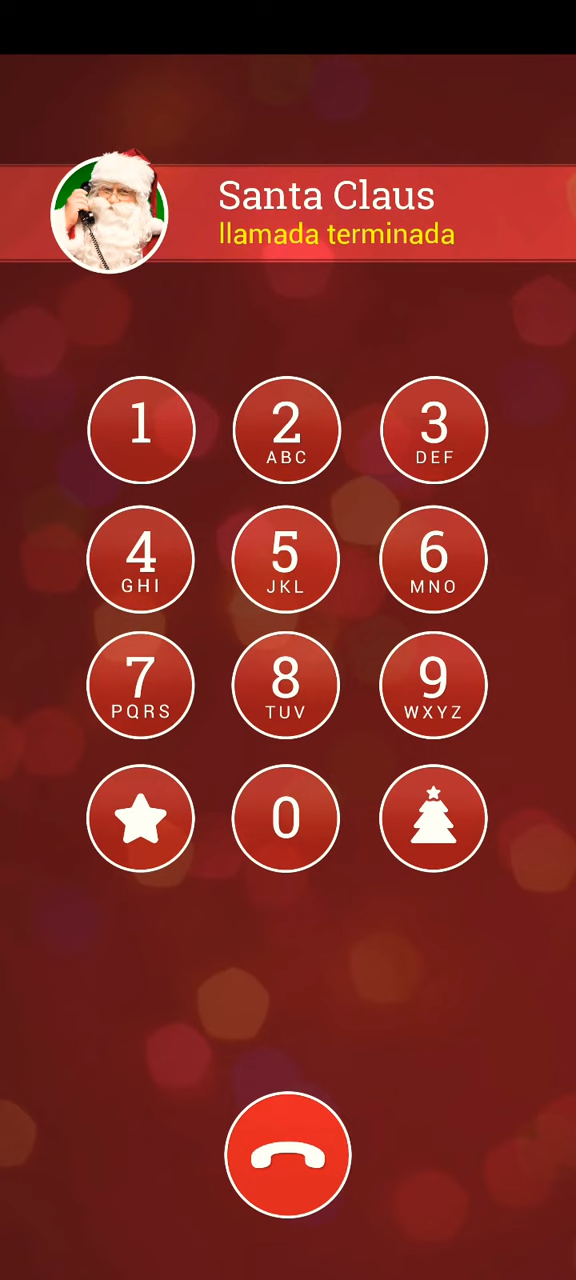 Santa Claus
llamada terminada
1
2
3
ABC
DEF
4
5
6
GHI
JKL
MNO
7
8
9
PQRS
TUV
WXYZ
0